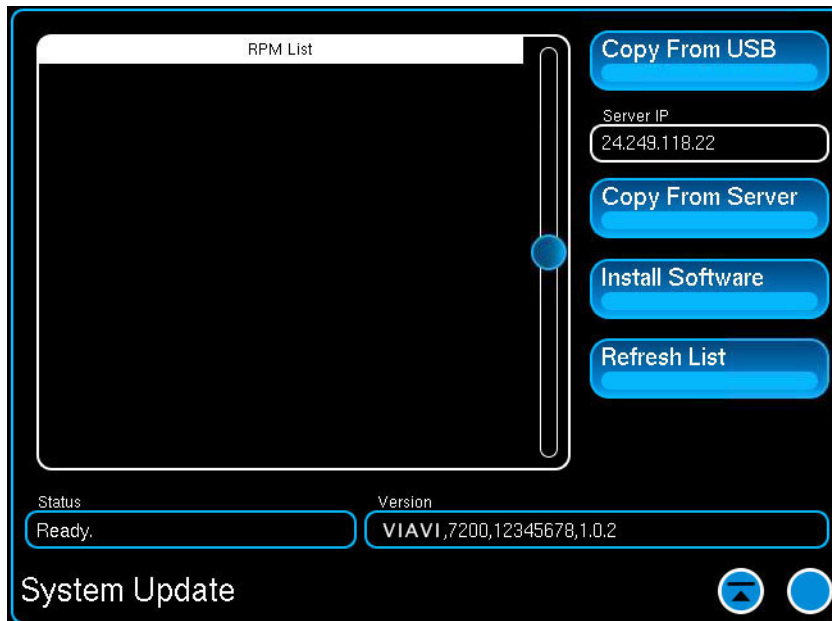 RPM List
Copy From USB
Server IP
24.249.118.22
Copy From Server
Install Software
Refresh List
Status
Ready.
Version
VIAVI,7200,12345678,1.0.2
System Update